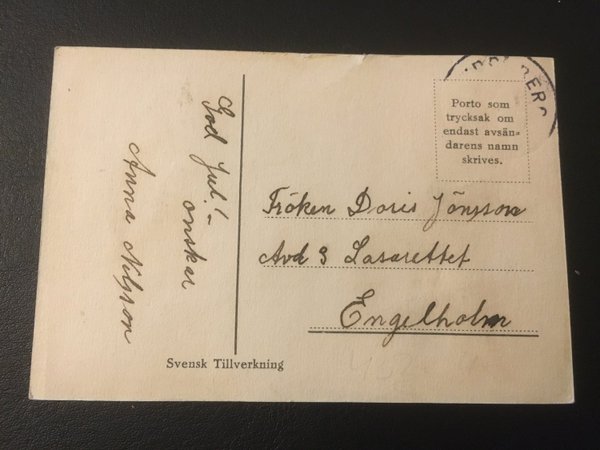 God Jul!-
önskar
Anna Nilsson
Svensk Tillverkning
Porto som
trycksak om
endast avsän-
darens namn
skrives.
Fröken Doris Jönsson
Avd 3 Lasarettet
Engelholm